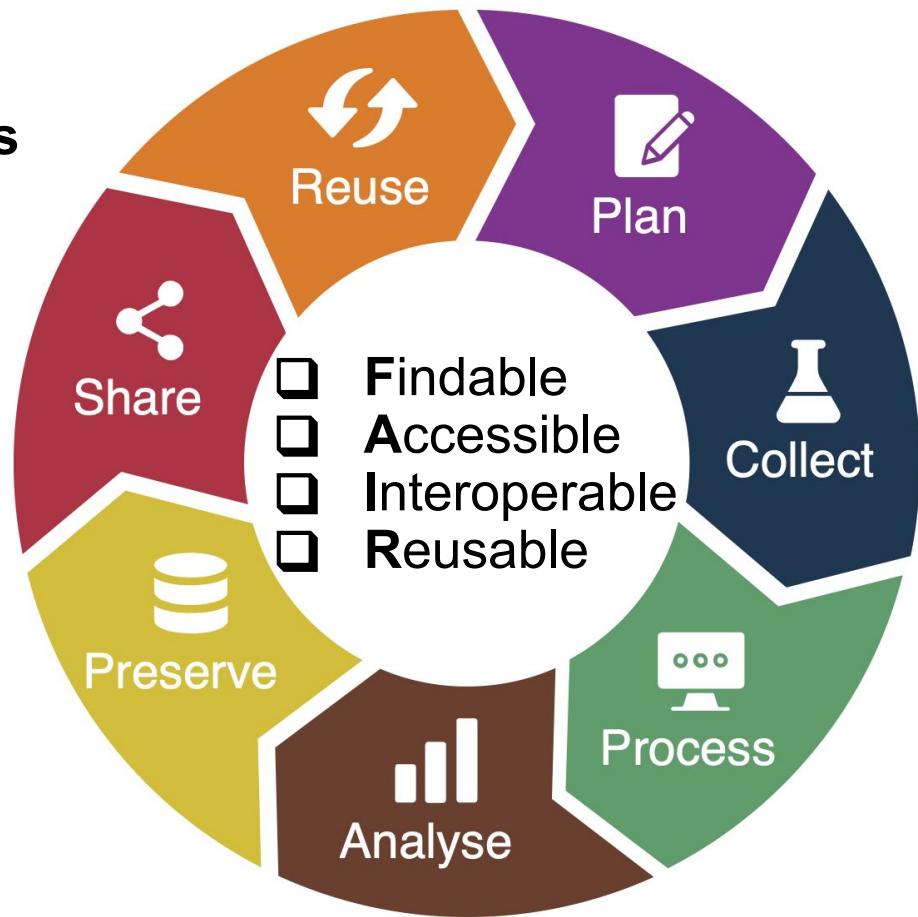 s
Reuse
Plan
Collect
Process
Analyse
Preserve
Share
❑ Findable
❑ Accessible
❑ Interoperable
❑ Reusable